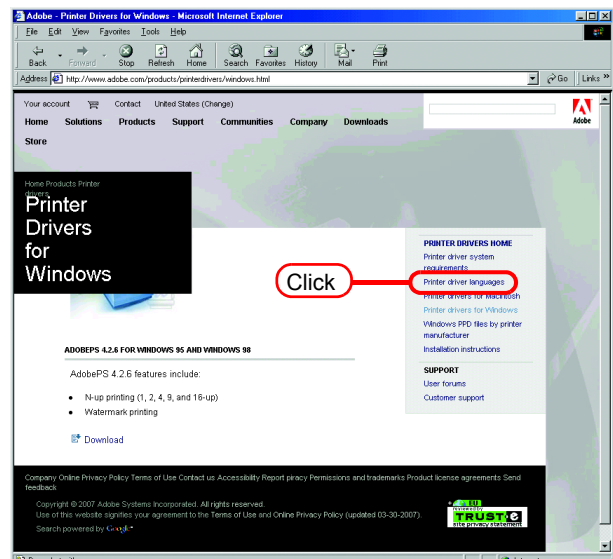 Adobe - Printer Drivers for Windows - Microsoft Internet Explorer
File Edit View Favorites Tools Help
Back Forward Stop Refresh Home Search Favorites History Mail Print
Address http://www.adobe.com/products/printerdrivers/windows.html Go Links »
Your account Contact United States (Change)
Home Solutions Products Support Communities Company Downloads
Store
Adobe
Home Products Printer
drivers
Printer
Drivers
for
Windows
PRINTER DRIVERS HOME
Printer driver system
requirements
Click
Printer driver languages
Printer drivers for Macintosh
Printer drivers for Windows
Windows PPD files by printer
manufacturer
Installation instructions
SUPPORT
User forums
Customer support
ADOBEPS 4.2.6 FOR WINDOWS 95 AND WINDOWS 98
AdobePS 4.2.6 features include:
• N-up printing (1, 2, 4, 9, and 16-up)
• Watermark printing
Download
Company Online Privacy Policy Terms of Use Contact us Accessibility Report piracy Permissions and trademarks Product license agreements Send
feedback
Copyright © 2007 Adobe Systems Incorporated. All rights reserved.
Use of this website signifies your agreement to the Terms of Use and Online Privacy Policy (updated 03-30-2007).
Search powered by Google™
EU
reviewed by
TRUSTe
site privacy statement